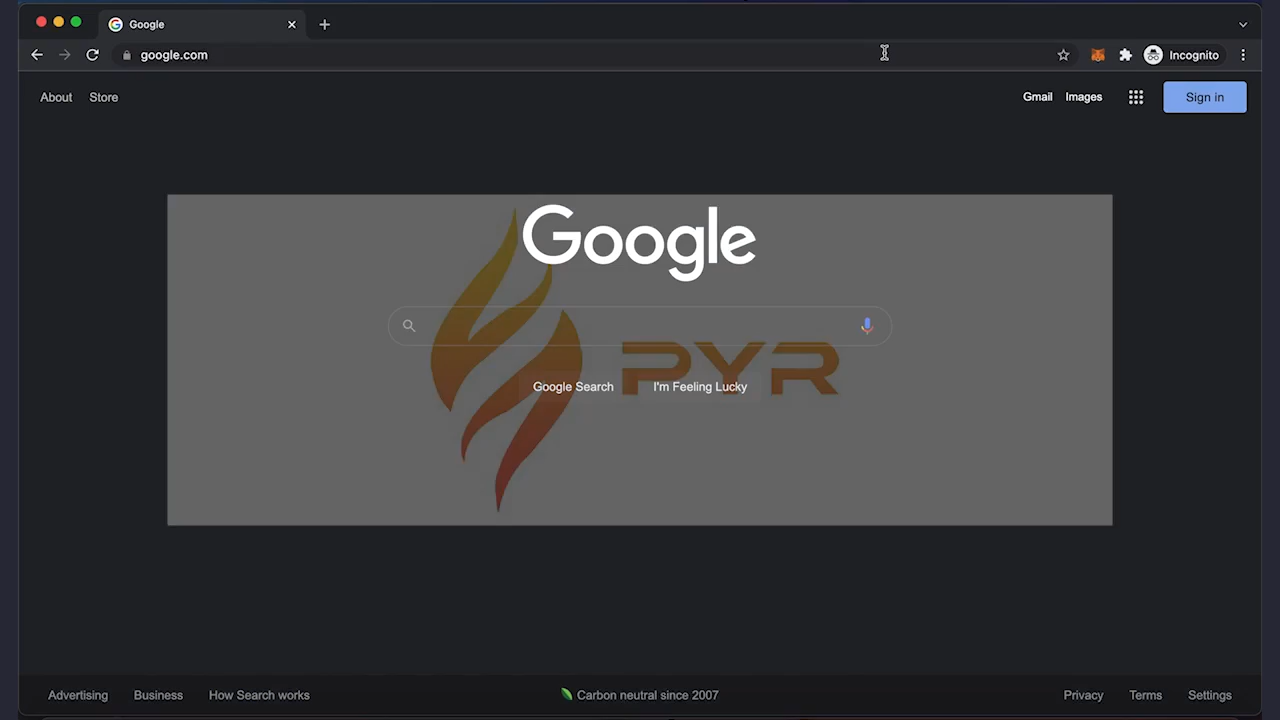 Google
google.com
Incognito
About Store
Gmail Images
Sign in
Google
PYR
Google Search I'm Feeling Lucky
Advertising Business How Search works
Carbon neutral since 2007
Privacy Terms Settings